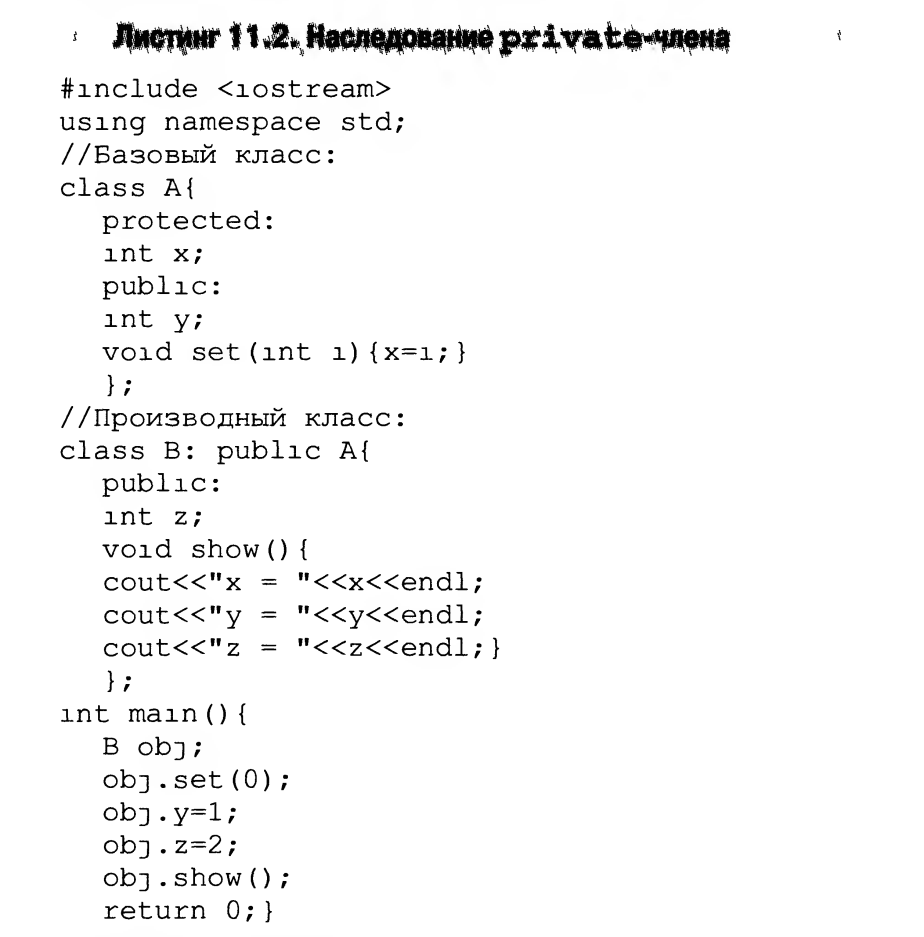 Листинг 11.2. Наследование private-члена
#include <iostream>
using namespace std;
//Базовый класс:
class A{
protected:
int x;
public:
int y;
void set(int i){x=i;}
};
//Производный класс:
class B: public A{
public:
int z;
void show(){
cout<<"x = "<<x<<endl;
cout<<"y = "<<y<<endl;
cout<<"z = "<<z<<endl;}
};
int main(){
B obj;
obj.set(0);
obj.y=1;
obj.z=2;
obj.show();
return 0;}